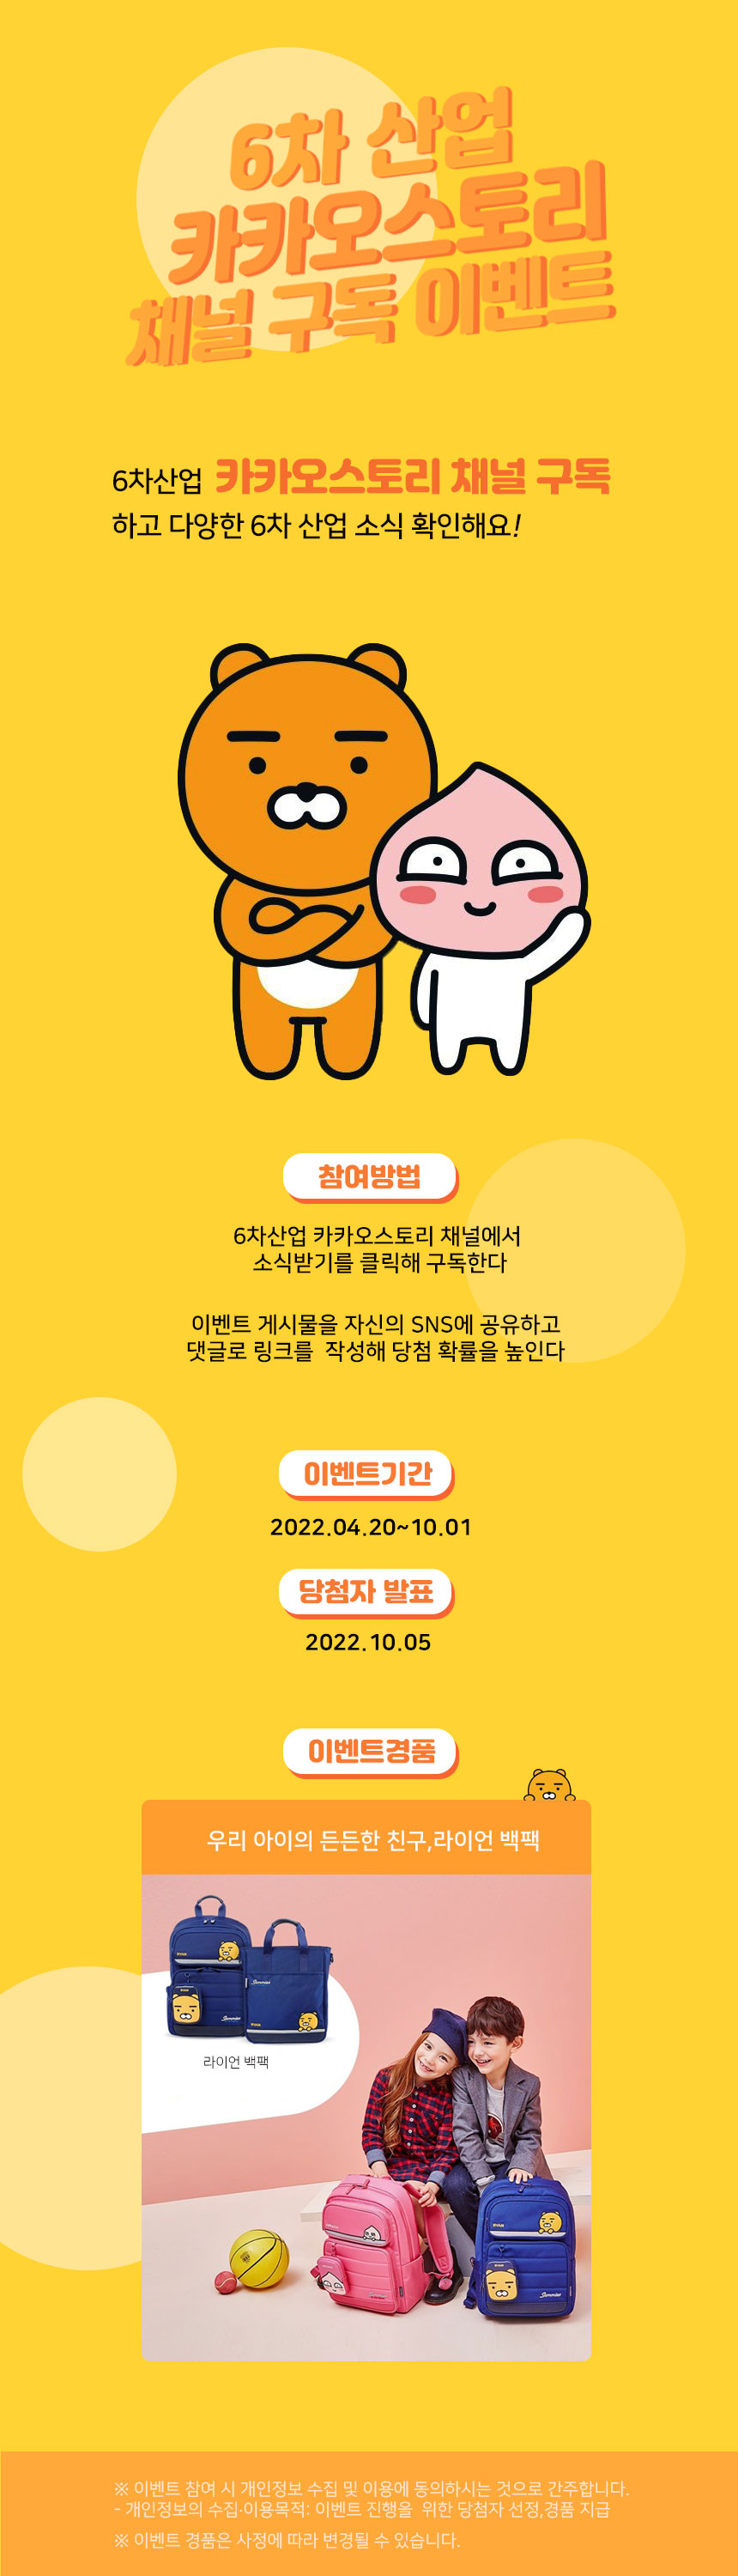 6차 산업
카카오스토리
채널 구독 이벤트
6차산업 카카오스토리 채널 구독
하고 다양한 6차 산업 소식 확인해요!
참여방법
6차산업 카카오스토리 채널에서
소식받기를 클릭해 구독한다
이벤트 게시물을 자신의 SNS에 공유하고
댓글로 링크를 작성해 당첨 확률을 높인다
이벤트기간
2022.04.20~10.01
당첨자 발표
2022.10.05
이벤트경품
우리 아이의 든든한 친구,라이언 백팩
라이언 백팩
※ 이벤트 참여 시 개인정보 수집 및 이용에 동의하시는 것으로 간주합니다.
- 개인정보의 수집·이용목적: 이벤트 진행을 위한 당첨자 선정,경품 지급
※ 이벤트 경품은 사정에 따라 변경될 수 있습니다.